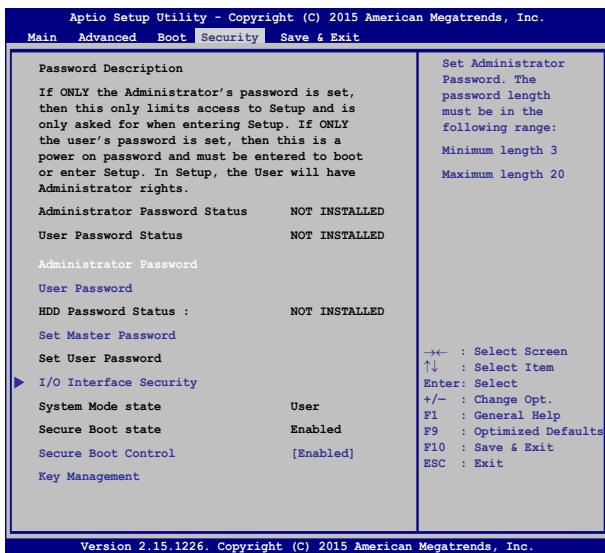 Aptio Setup Utility - Copyright (C) 2015 American Megatrends, Inc.
Main Advanced Boot Security Save & Exit
Password Description
If ONLY the Administrator's password is set,
then this only limits access to Setup and is
only asked for when entering Setup. If ONLY
the user's password is set, then this is a
power on password and must be entered to boot
or enter Setup. In Setup, the User will have
Administrator rights.
Administrator Password Status NOT INSTALLED
User Password Status NOT INSTALLED
Administrator Password
User Password
HDD Password Status : NOT INSTALLED
Set Master Password
Set User Password
I/O Interface Security
System Mode state User
Secure Boot state Enabled
Secure Boot Control [Enabled]
Key Management
Set Administrator
Password. The
password length
must be in the
following range:
Minimum length 3
Maximum length 20
→← : Select Screen
↑↓ : Select Item
Enter: Select
+/— : Change Opt.
F1 : General Help
F9 : Optimized Defaults
F10 : Save & Exit
ESC : Exit
Version 2.15.1226. Copyright (C) 2015 American Megatrends, Inc.